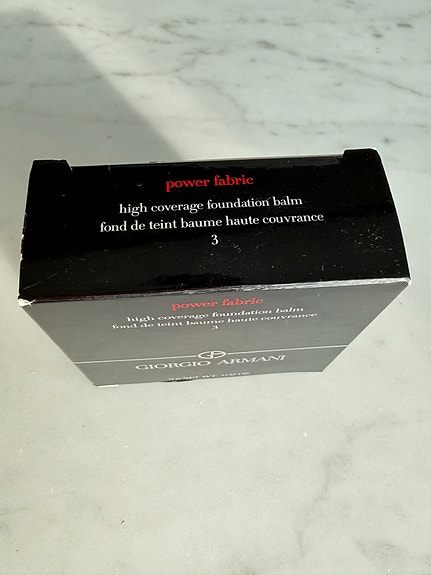 power fabric
high coverage foundation balm
fond de teint baume haute couvrance
3
power fabric
high coverage foundation balm
fond de teint baume haute couvrance
3
GIORGIO ARMANI